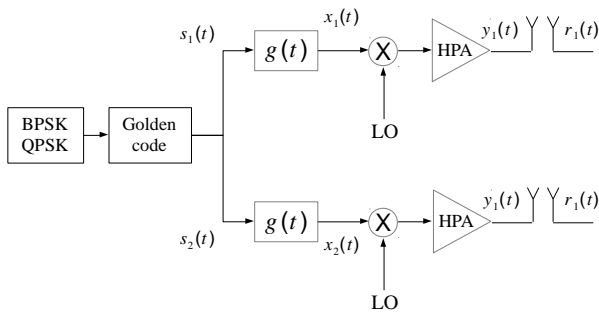 s₁(t)
g(t)
x₁(t)
X
LO
HPA
y₁(t)
r₁(t)
BPSK
QPSK
Golden
code
s₂(t)
g(t)
x₂(t)
X
LO
HPA
y₁(t)
r₁(t)